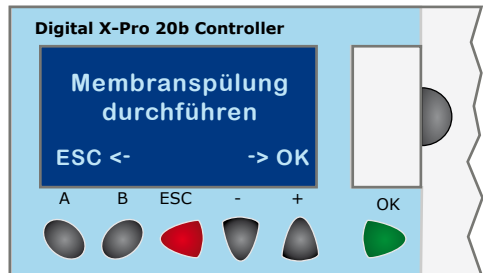 Digital X-Pro 20b Controller
Membranspülung
durchführen
ESC <- -> OK
A B ESC - + OK